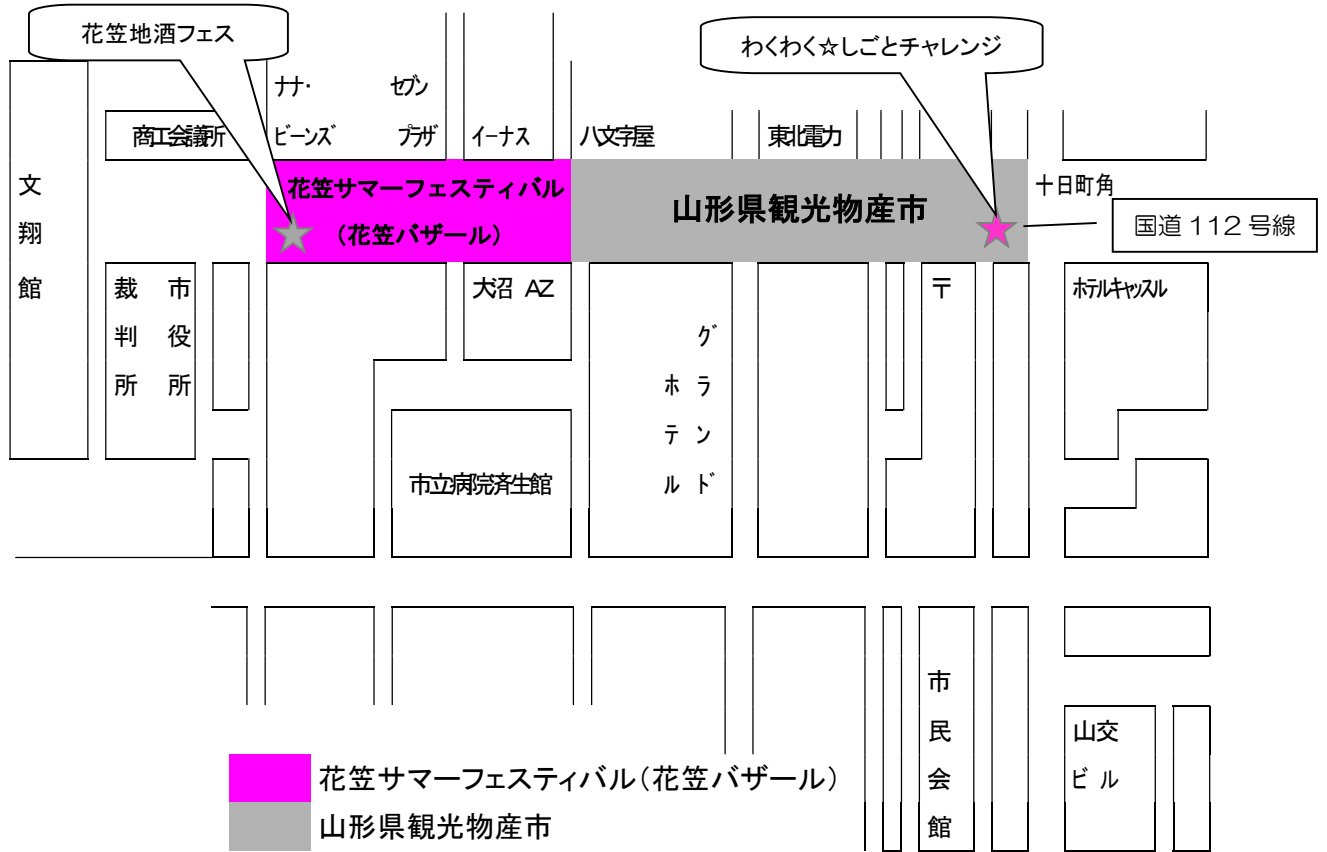 花笠地酒フェス
わくわく☆しごとチャレンジ
ナナ・
ビーンズ
セブン
プラザ
商工会議所
イーナス
八文字屋
東北電力
文翔館
花笠サマーフェスティバル
(花笠バザール)
山形県観光物産市
十日町角
国道112号線
裁判所
市役所
大沼 AZ
〒
ホテルキャッスル
グランド
ホテル
市立病院済生館
市民会館
山交
ビル
花笠サマーフェスティバル(花笠バザール)
山形県観光物産市